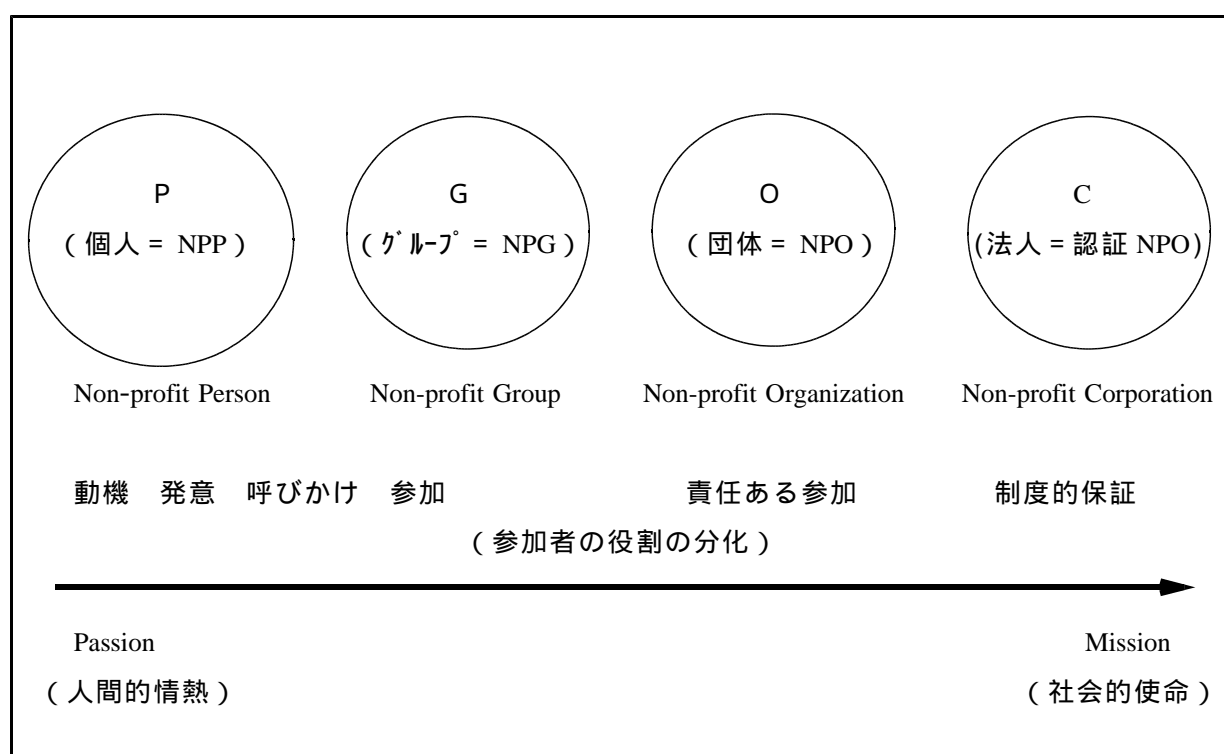 P G O C
(個人 = NPP) (ｸﾞﾙｰﾌﾟ = NPG) (団体 = NPO) (法人 = 認証 NPO)
Non-profit Person Non-profit Group Non-profit Organization Non-profit Corporation
動機 発意 呼びかけ 参加 責任ある参加 制度的保証
(参加者の役割の分化)
Passion Mission
(人間的情熱) (社会的使命)